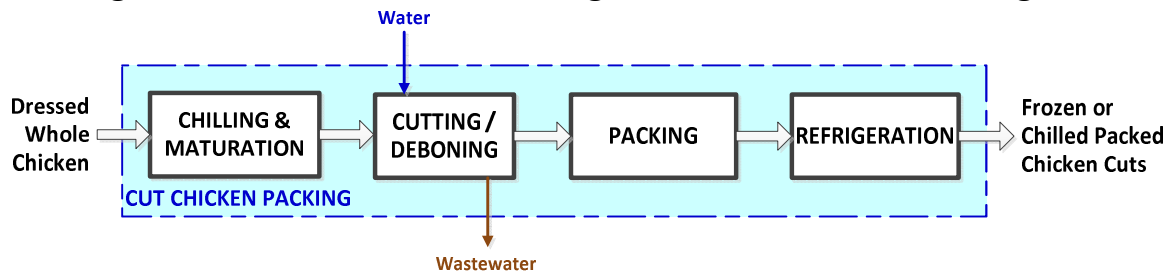 Water
Dressed
Whole
Chicken
CHILLING &
MATURATION
CUTTING /
DEBONING
PACKING
REFRIGERATION
Frozen or
Chilled Packed
Chicken Cuts
CUT CHICKEN PACKING
Wastewater